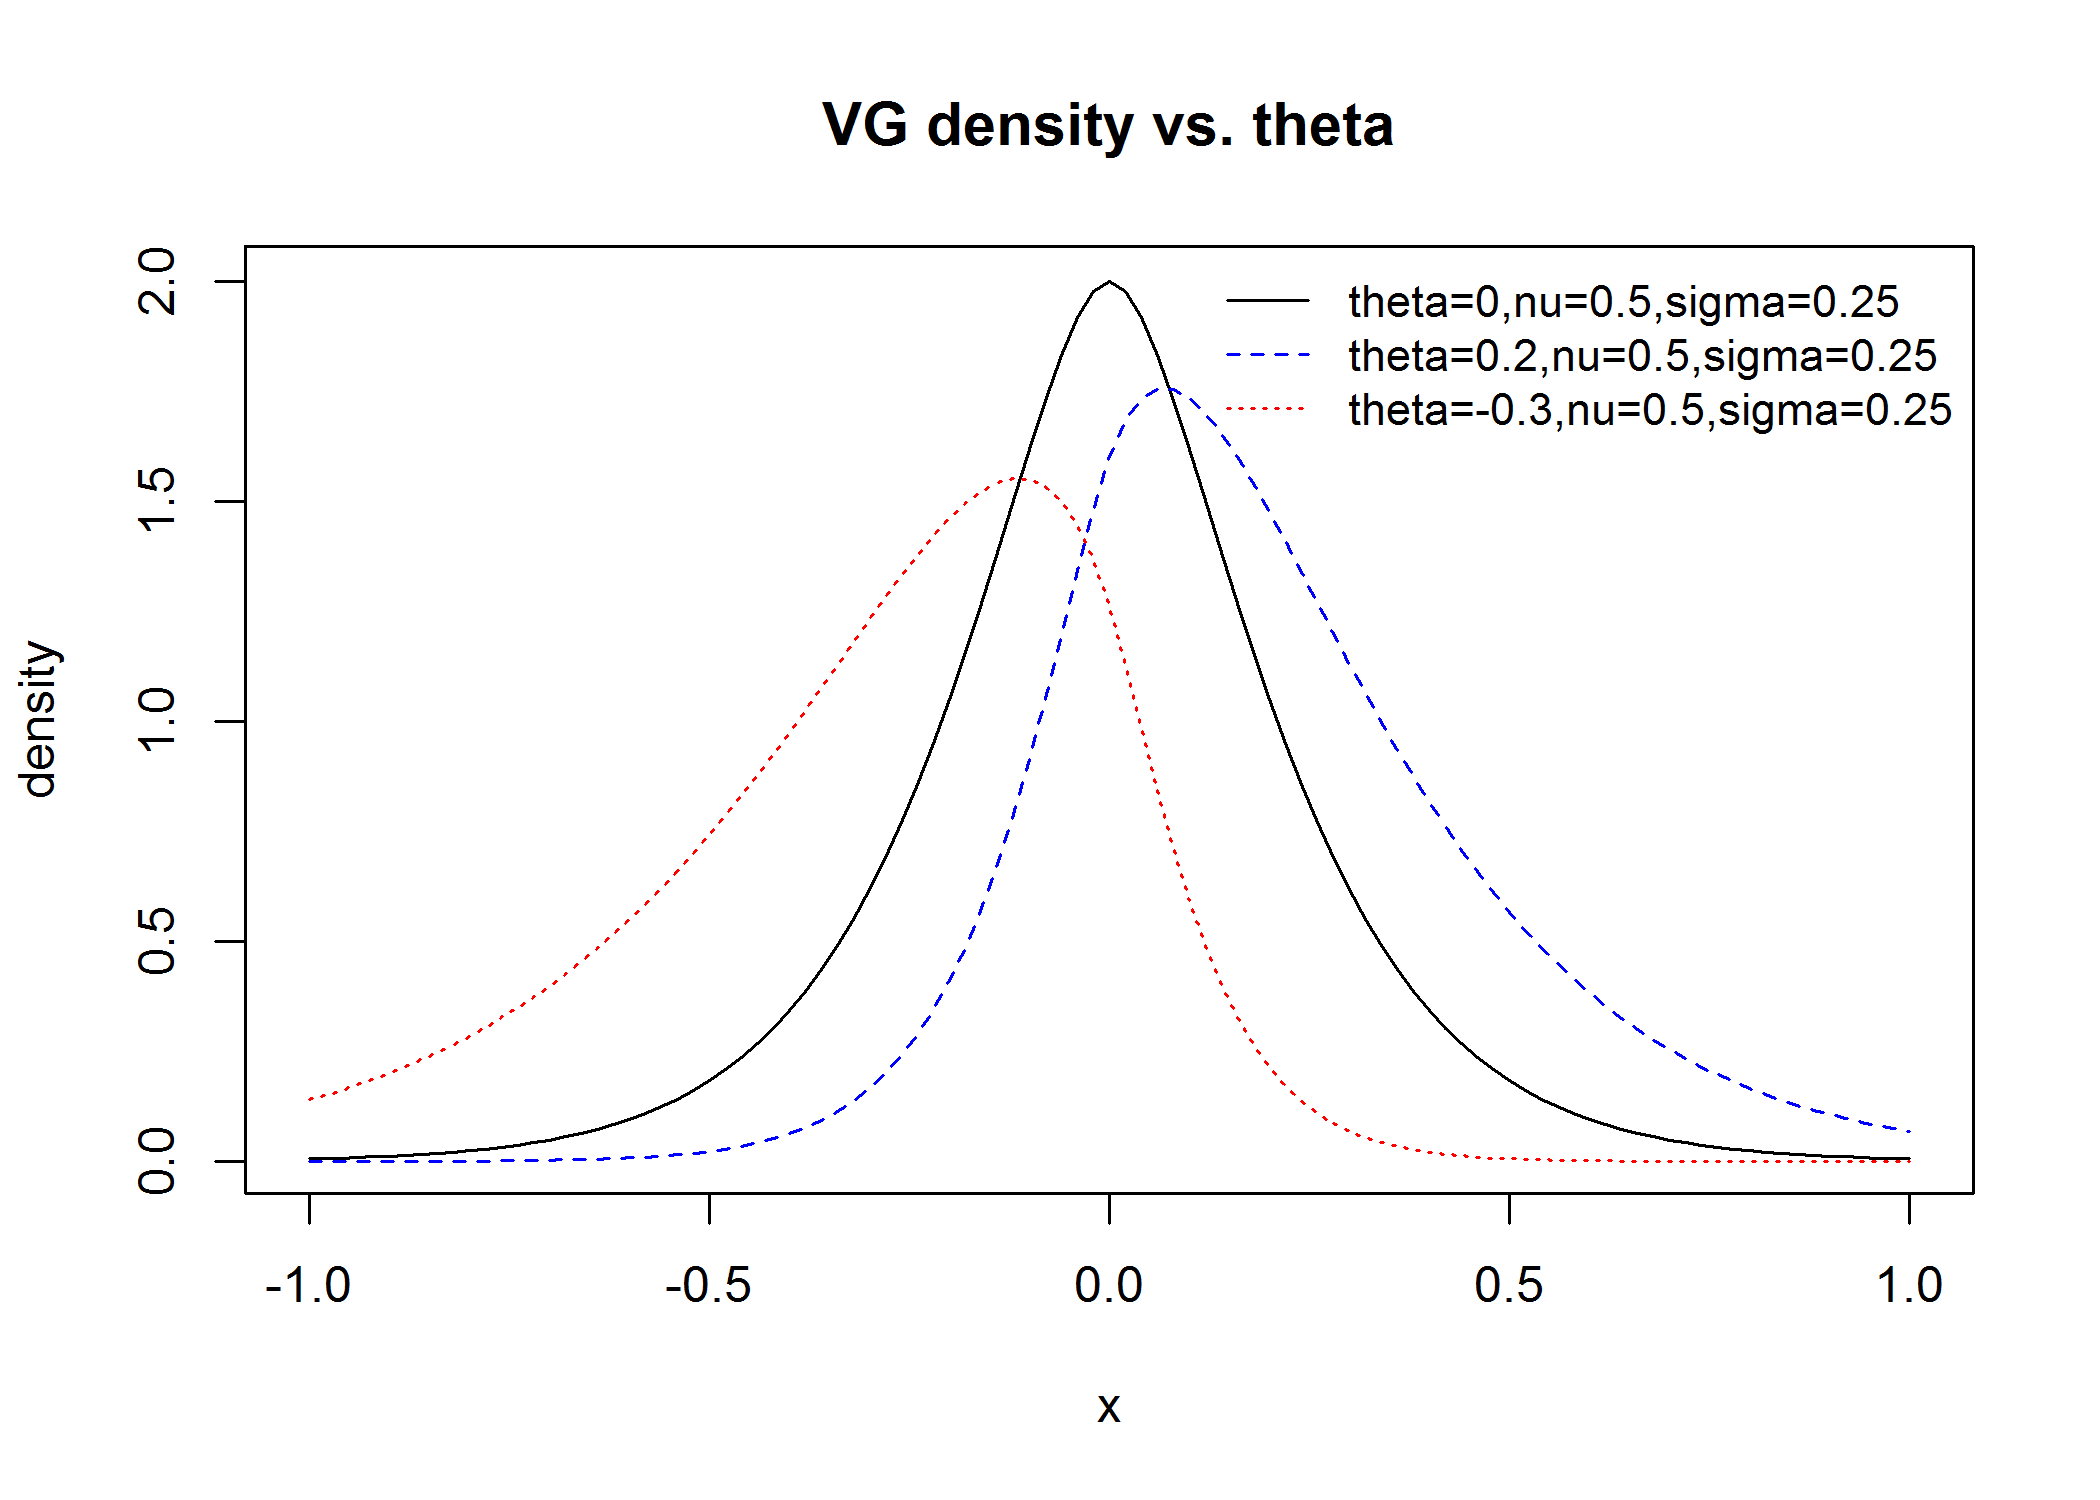 VG density vs. theta
theta=0,nu=0.5,sigma=0.25
theta=0.2,nu=0.5,sigma=0.25
theta=-0.3,nu=0.5,sigma=0.25
density
2.0
1.5
1.0
0.5
0.0
-1.0 -0.5 0.0 0.5 1.0
x